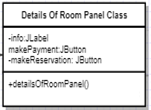 Details Of Room Panel Class
-info:JLabel
makePayment:JButton
-makeReservation: JButton
+detailsOfRoomPanel()